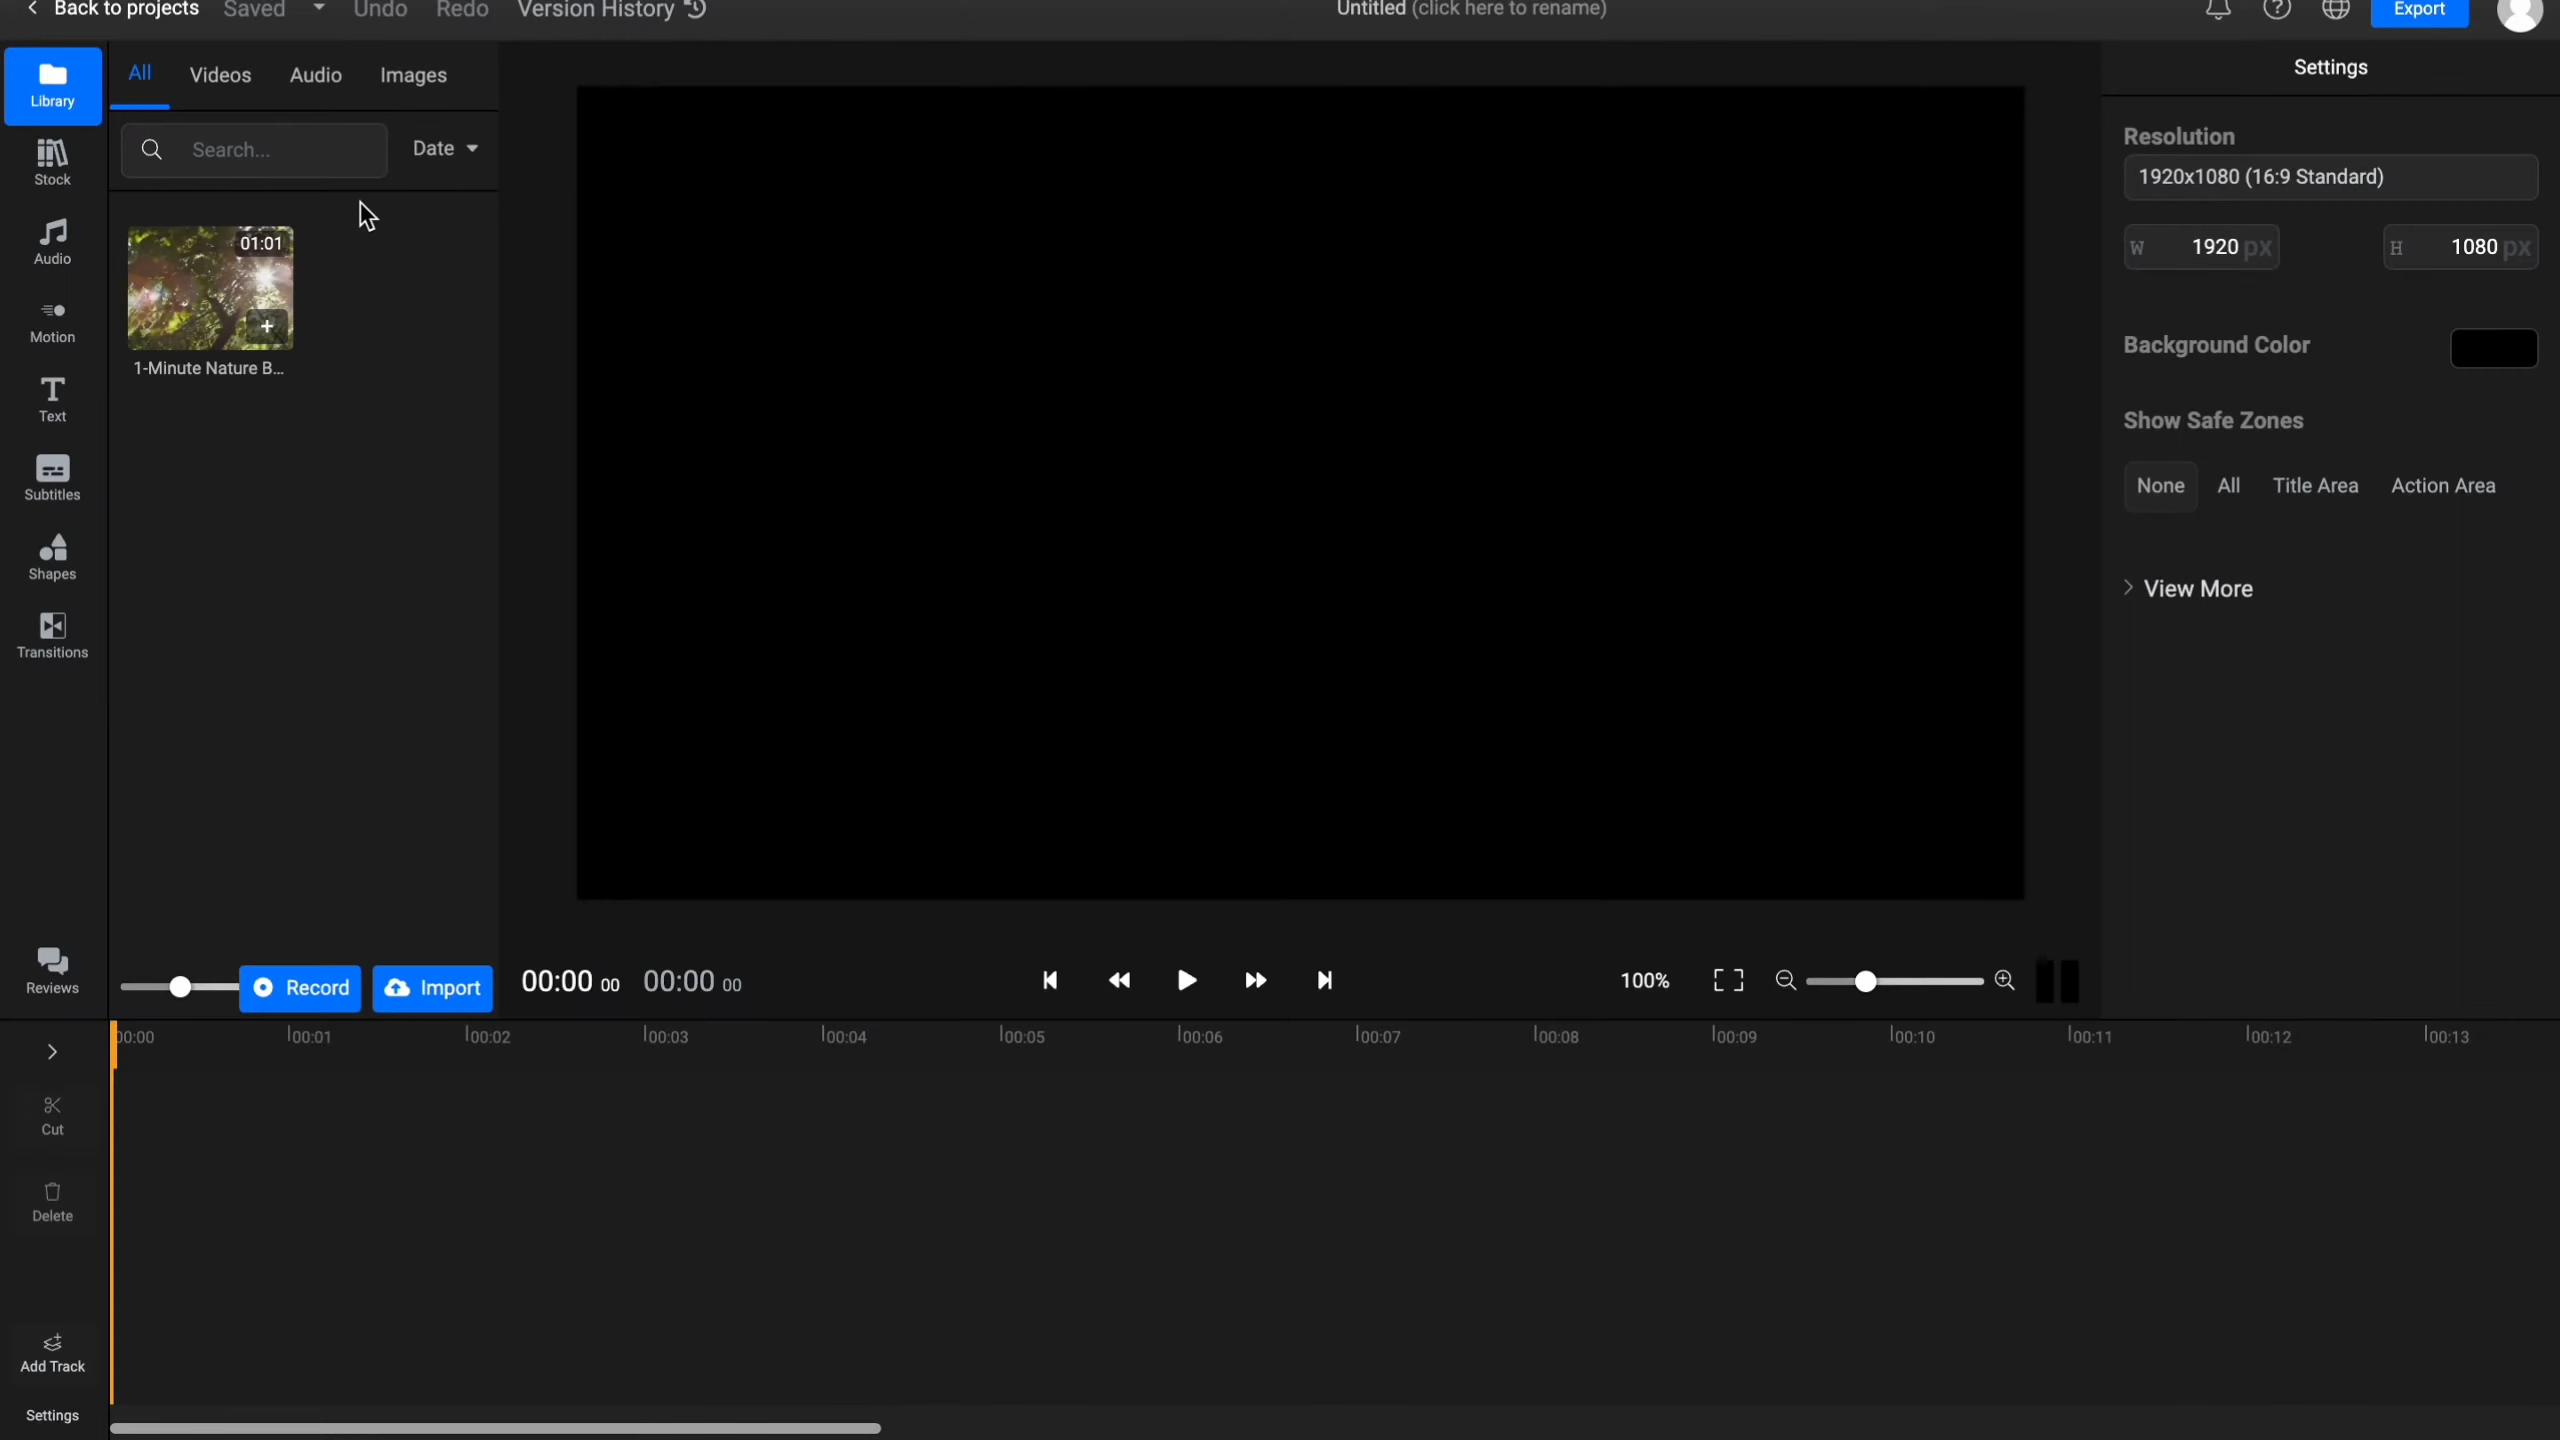 Back to projects Saved Undo Redo Version History
Untitled (click here to rename)
Export
Library
Stock
Audio
Motion
Text
Subtitles
Shapes
Transitions
Reviews
All Videos Audio Images
Search... Date
01:01
1-Minute Nature B...
Record Import
00:00 00 00:00 00
100%
Settings
Resolution
1920x1080 (16:9 Standard)
W 1920 px H 1080 px
Background Color
Show Safe Zones
None All Title Area Action Area
View More
00:00 00:01 00:02 00:03 00:04 00:05 00:06 00:07 00:08 00:09 00:10 00:11 00:12 00:13
Cut
Delete
Add Track
Settings